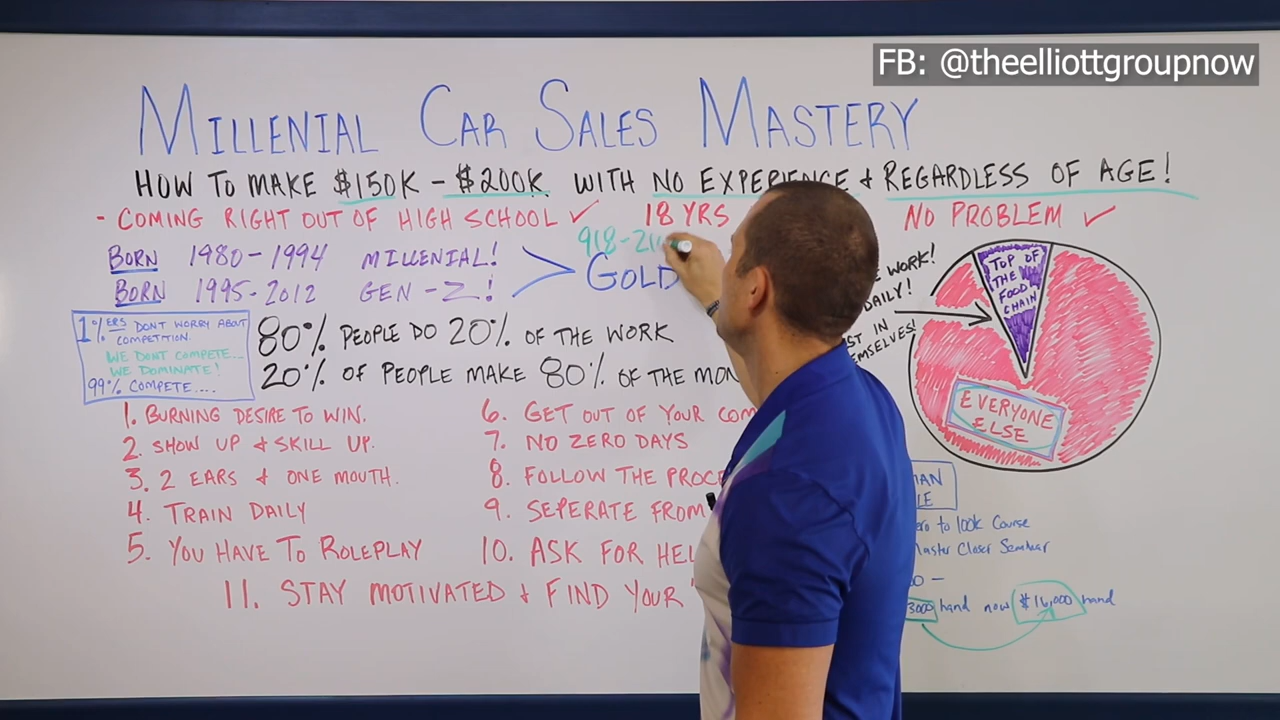 FB: @theelliottgroupnow
MILLENIAL CAR SALES MASTERY
HOW TO MAKE $150K - $200K WITH NO EXPERIENCE & REGARDLESS OF AGE!
- COMING RIGHT OUT OF HIGH SCHOOL ✓ 18 YRS NO PROBLEM ✓
918-21
BORN 1980-1994 MILLENIAL!
BORN 1995-2012 GEN-Z!
GOLD
1%ERS DONT WORRY ABOUT
COMPETITION.
WE DONT COMPETE...
WE DOMINATE!
99% COMPETE....
80% PEOPLE DO 20% OF THE WORK
20% OF PEOPLE MAKE 80% OF THE MON
WORK!
DAILY!
IN
TOP OF
THE
FOOD
CHAIN
EVERYONE
ELSE
1. BURNING DESIRE TO WIN.
2. SHOW UP & SKILL UP.
3. 2 EARS & ONE MOUTH.
4. TRAIN DAILY
5. YOU HAVE TO ROLEPLAY
6. GET OUT OF YOUR COM
7. NO ZERO DAYS
8. FOLLOW THE PROCE
9. SEPERATE FROM
10. ASK FOR HEL
11. STAY MOTIVATED & FIND YOUR "
to 100k Course
Closer Seminar
3000 hand now $16,000 hand